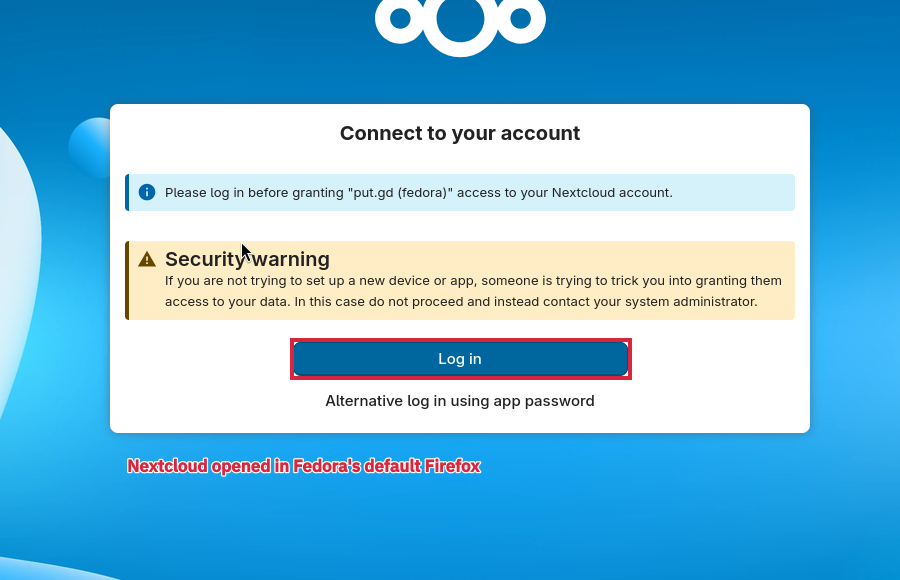 Connect to your account
Please log in before granting "put.gd (fedora)" access to your Nextcloud account.
Security warning
If you are not trying to set up a new device or app, someone is trying to trick you into granting them
access to your data. In this case do not proceed and instead contact your system administrator.
Log in
Alternative log in using app password
Nextcloud opened in Fedora's default Firefox